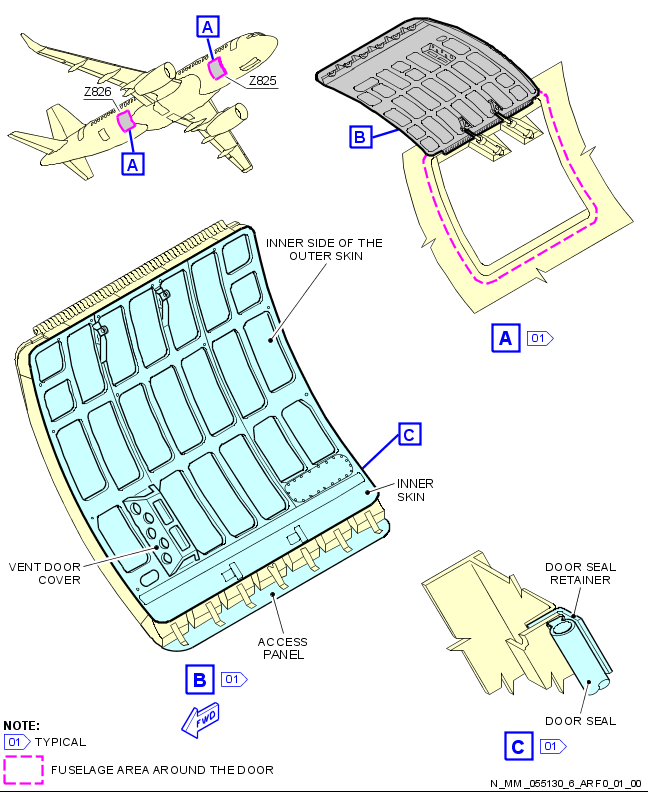 A
Z826
Z825
A
B
A 01
INNER SIDE OF THE
OUTER SKIN
C
INNER
SKIN
VENT DOOR
COVER
ACCESS
PANEL
B 01
FWD
DOOR SEAL
RETAINER
DOOR SEAL
C 01
NOTE:
01 TYPICAL
FUSELAGE AREA AROUND THE DOOR
N_MM_055130_6_ARF0_01_00